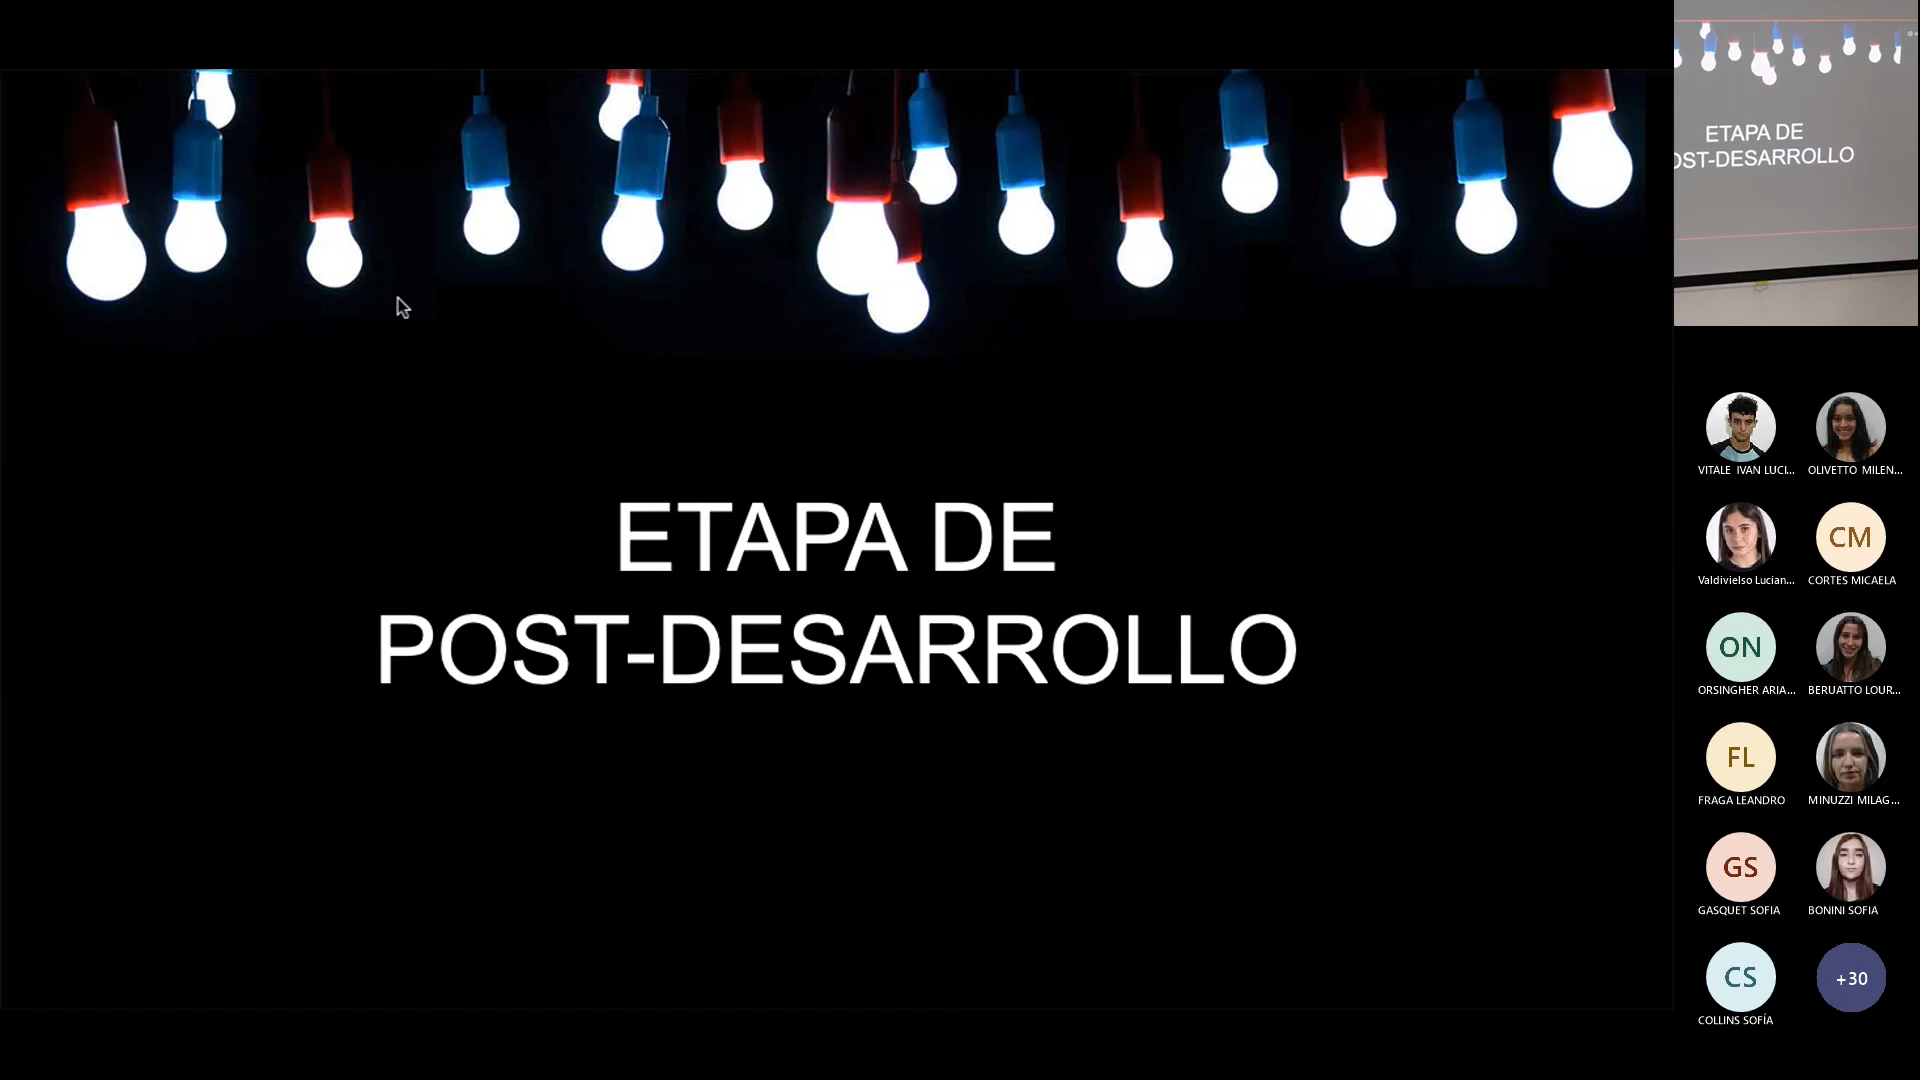 ETAPA DE
POST-DESARROLLO
ETAPA DE
OST-DESARROLLO
VITALE IVAN LUCI...
OLIVETTO MILEN...
Valdivielso Lucian...
CM
CORTES MICAELA
ON
ORSINGHER ARIA...
BERUATTO LOUR...
FL
FRAGA LEANDRO
MINUZZI MILAG...
GS
GASQUET SOFIA
BONINI SOFIA
CS
COLLINS SOFÍA
+30